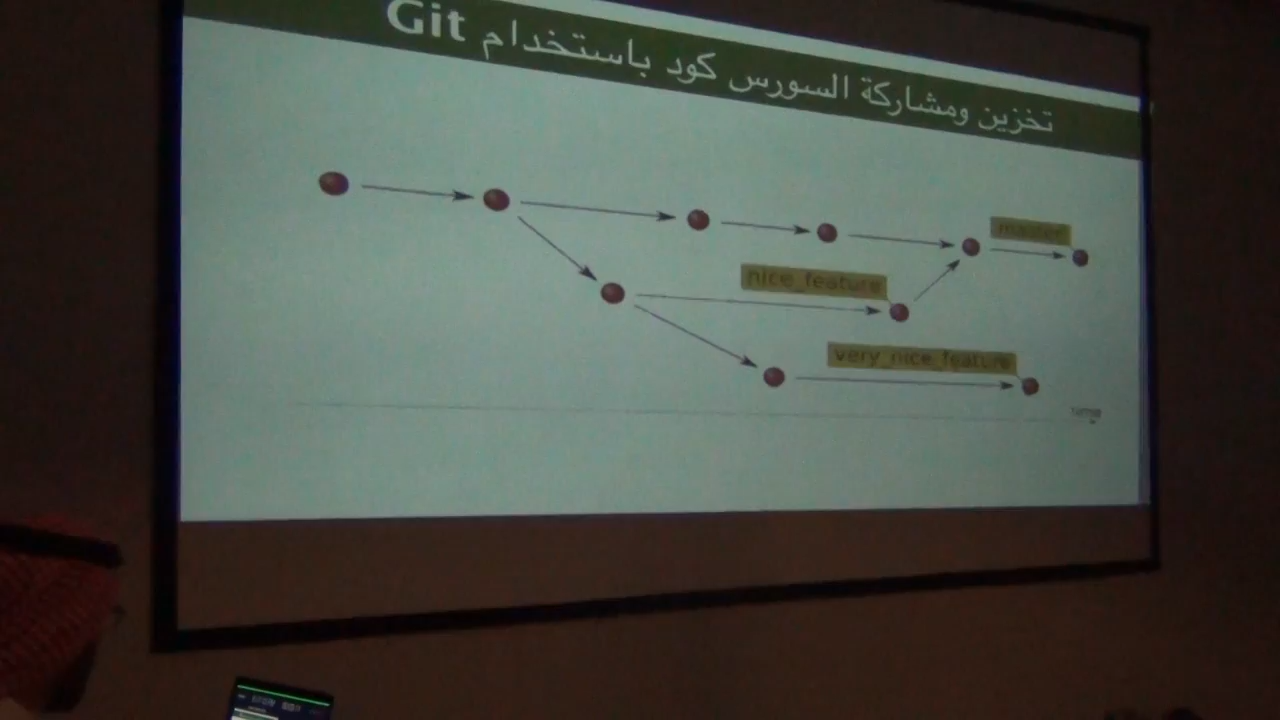 تخزين ومشاركة السورس كود باستخدام Git
master
nice_feature
very_nice_feature